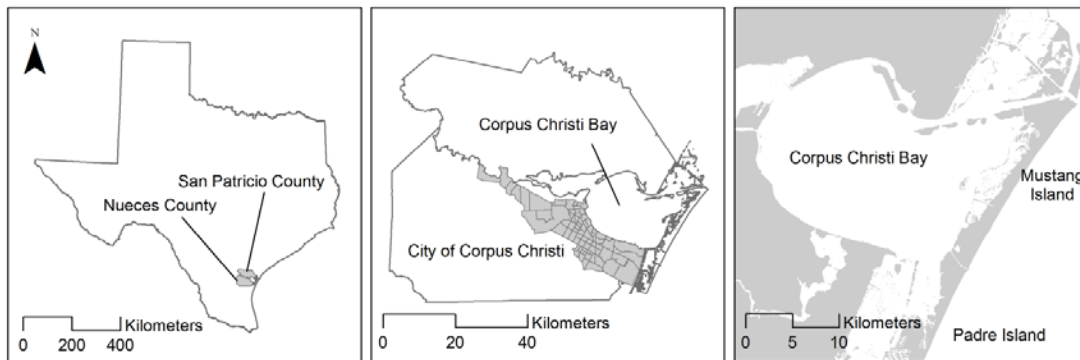 N
San Patricio County
Nueces County
Kilometers
0 200 400
Corpus Christi Bay
City of Corpus Christi
Kilometers
0 20 40
Corpus Christi Bay
Mustang
Island
Kilometers
0 5 10
Padre Island